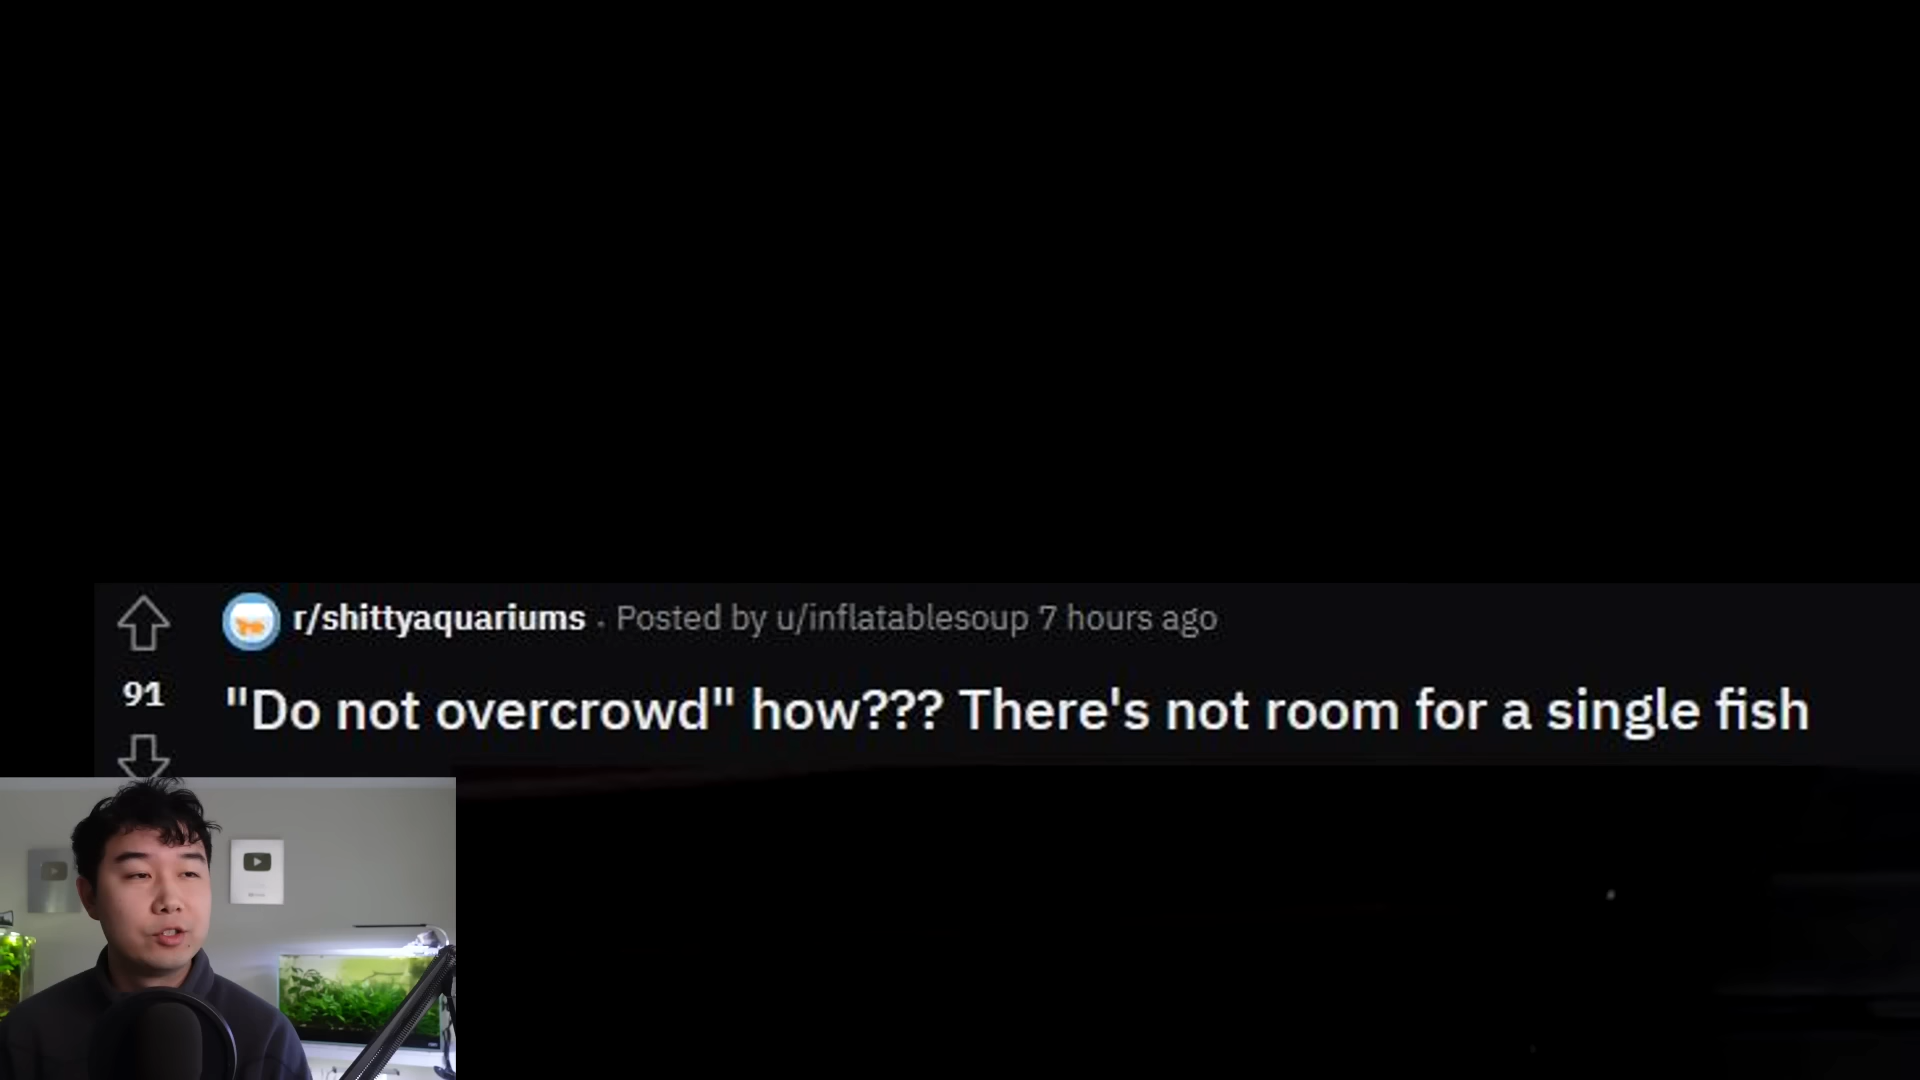 r/shittyaquariums · Posted by u/inflatablesoup 7 hours ago
91
"Do not overcrowd" how??? There's not room for a single fish